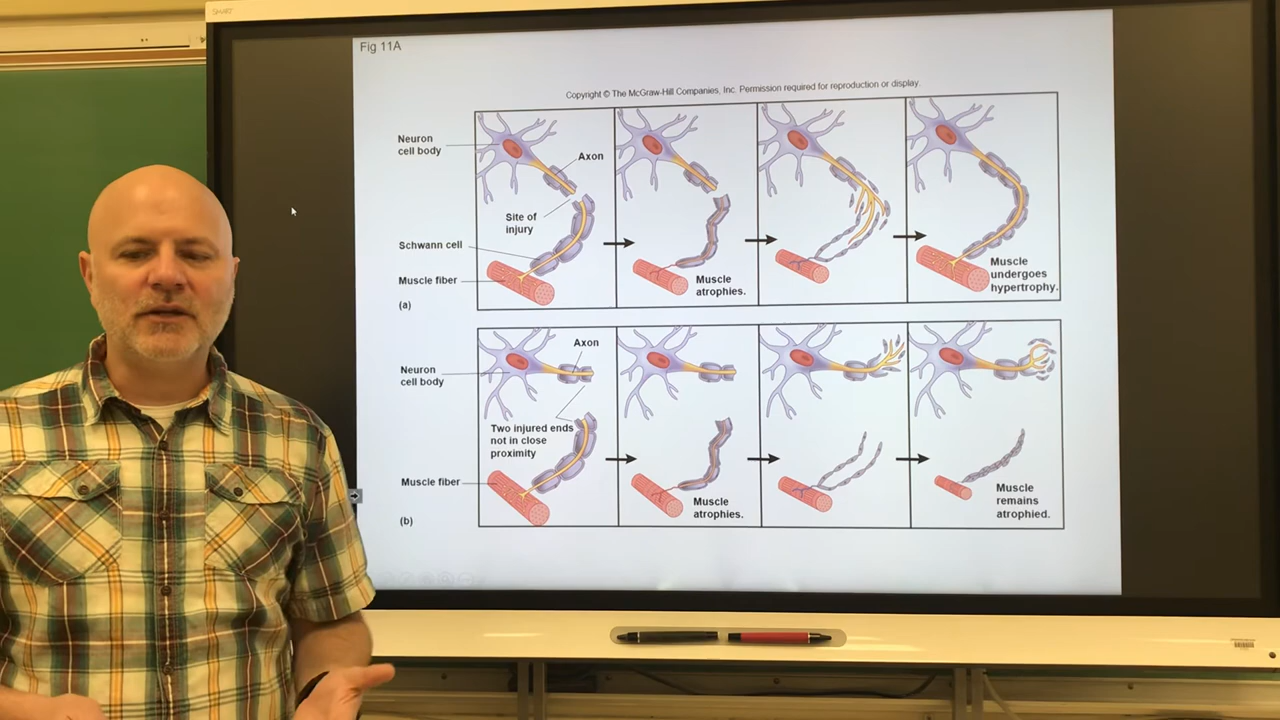 SMART
Fig 11A
Copyright © The McGraw-Hill Companies, Inc. Permission required for reproduction or display.
Neuron
cell body
Axon
Site of
injury
Schwann cell
Muscle fiber
(a)
Muscle
atrophies.
Muscle
undergoes
hypertrophy.
Axon
Neuron
cell body
Two injured ends
not in close
proximity
Muscle fiber
(b)
Muscle
atrophies.
Muscle
remains
atrophied.